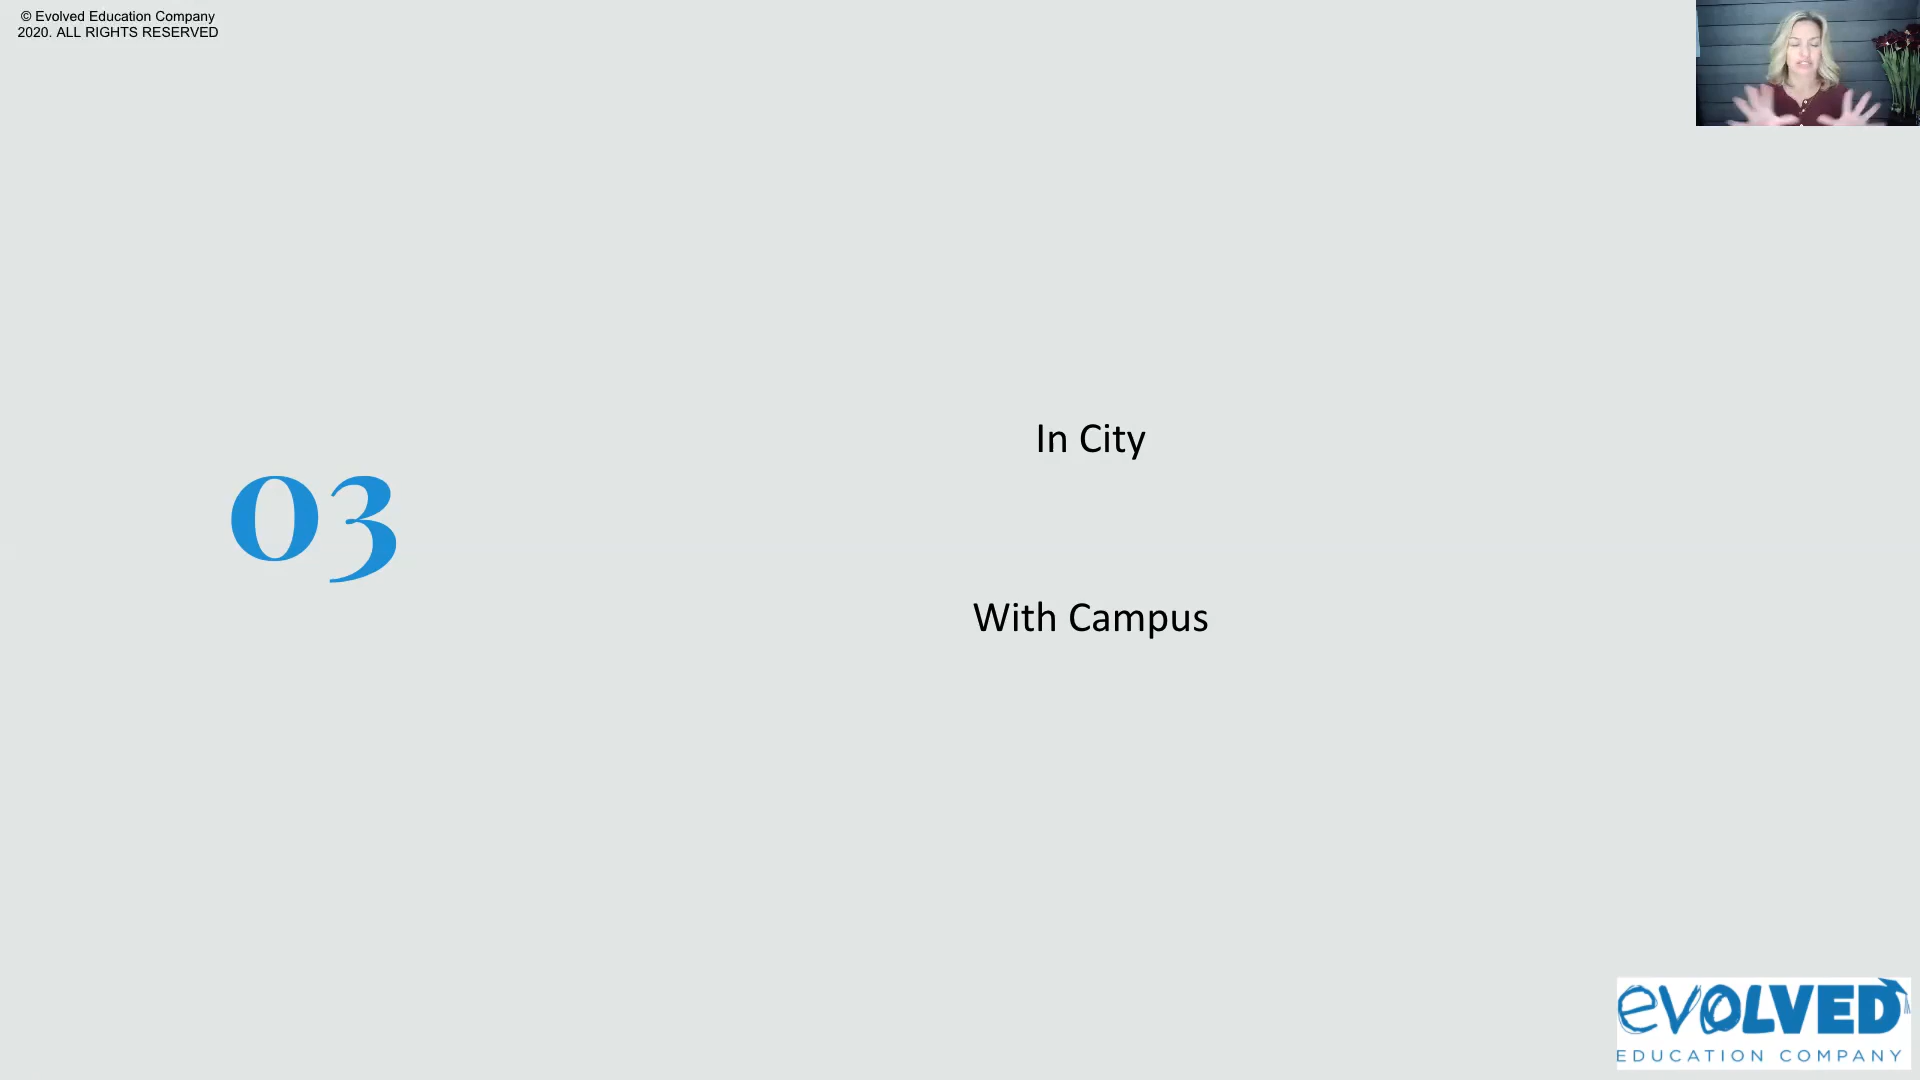 © Evolved Education Company
2020. ALL RIGHTS RESERVED
In City
03
With Campus
evOLVED
EDUCATION COMPANY